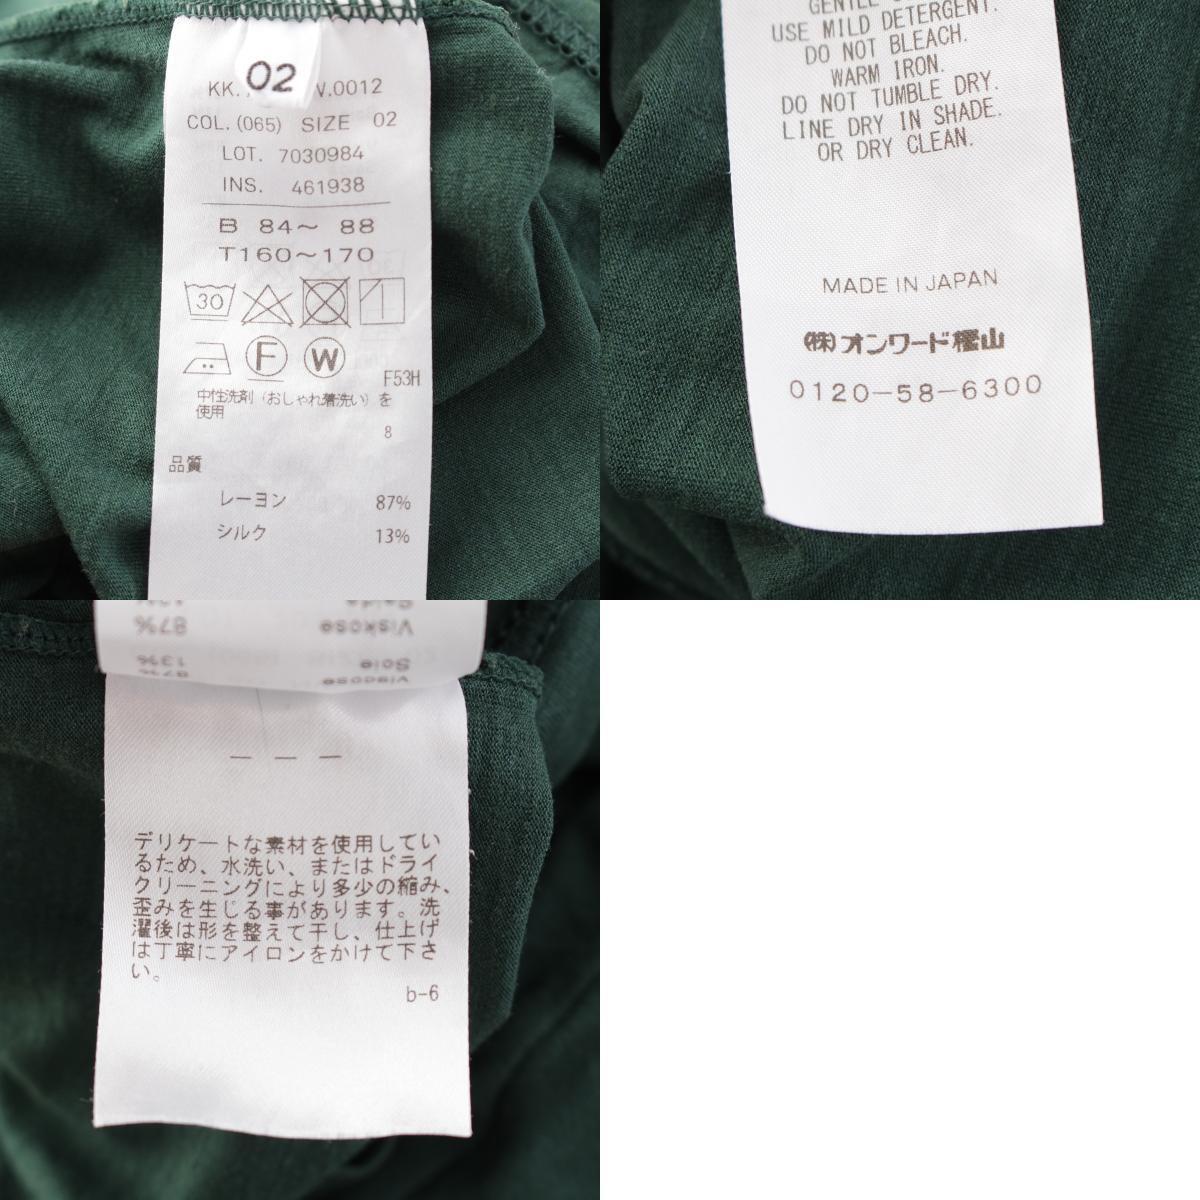 02
KK. V.0012
COL. (065) SIZE 02
LOT. 7030984
INS. 461938
B 84〜 88
T160〜170
30
F W
F53H
中性洗剤（おしゃれ着洗い）を
使用
8
品質
レーヨン 87%
シルク 13%
GENTLE
USE MILD DETERGENT.
DO NOT BLEACH.
WARM IRON.
DO NOT TUMBLE DRY.
LINE DRY IN SHADE.
OR DRY CLEAN.
MADE IN JAPAN
(株)オンワード樫山
0120-58-6300
Seide 13%
Viskose 87%
Soie 13%
Viscose 87%
— — —
デリケートな素材を使用してい
るため、水洗い、またはドライ
クリーニングにより多少の縮み、
歪みを生じる事があります。洗
濯後は形を整えて干し、仕上げ
は丁寧にアイロンをかけて下さ
い。
b-6